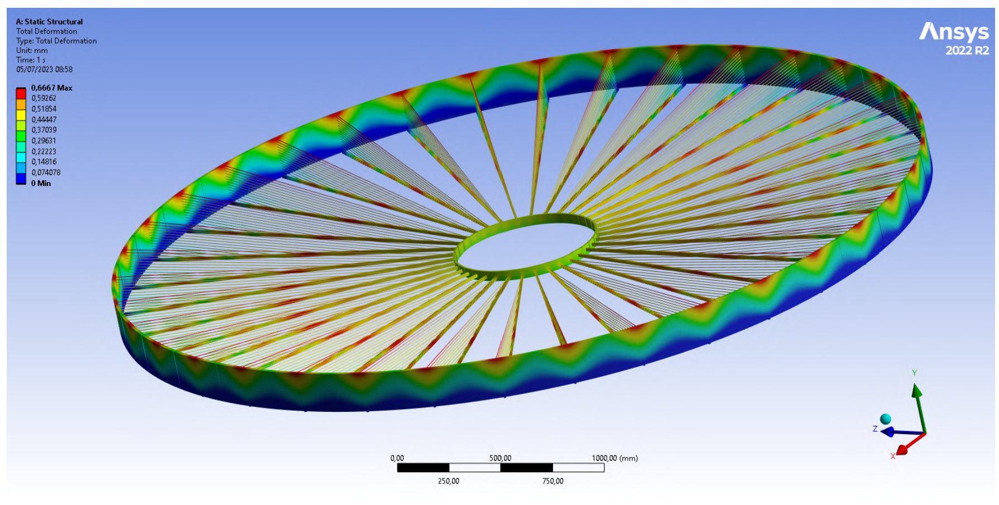 A: Static Structural
Total Deformation
Type: Total Deformation
Unit: mm
Time: 1 s
05/07/2023 08:58
0,6667 Max
0,59262
0,51854
0,44447
0,37039
0,29631
0,22223
0,14816
0,074078
0 Min
Ansys
2022 R2
Y
Z
X
0,00 500,00 1000,00 (mm)
250,00 750,00